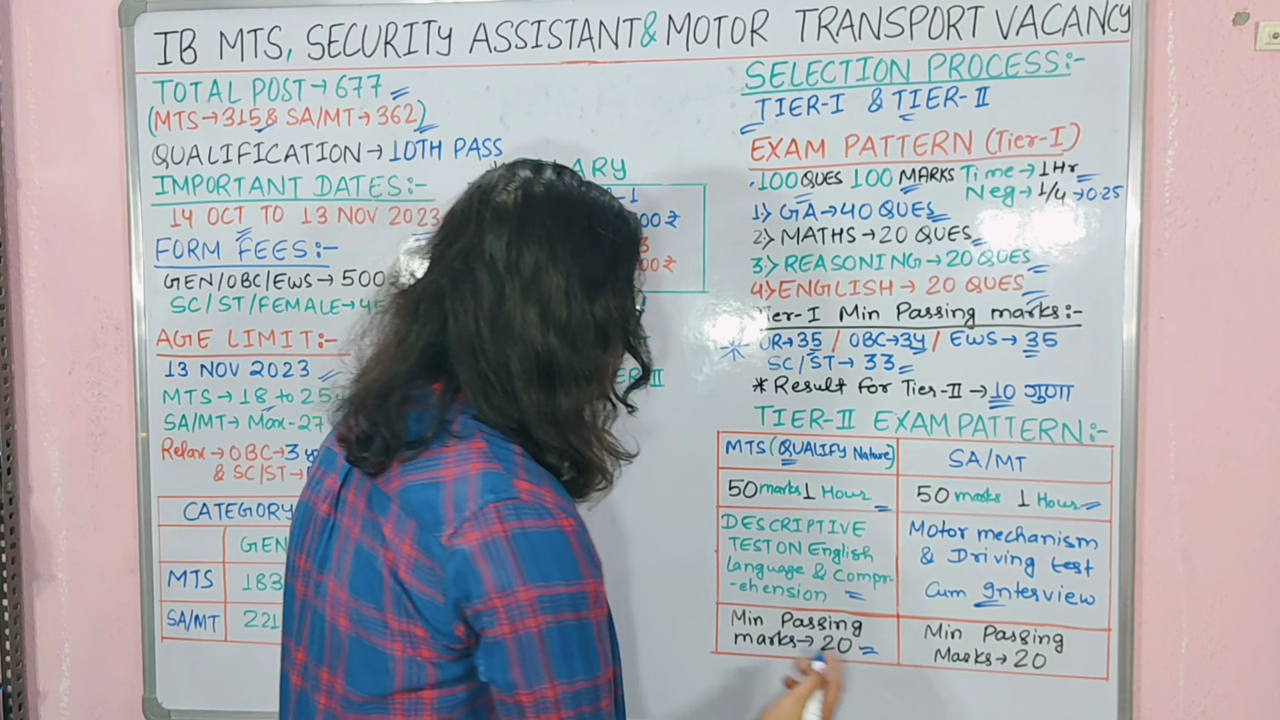 IB MTS, SECURITY ASSISTANT & MOTOR TRANSPORT VACANCY
TOTAL POST → 677
(MTS → 315 & SA/MT → 362)
QUALIFICATION → 10TH PASS
IMPORTANT DATES:-
14 OCT TO 13 NOV 2023
FORM FEES:-
GEN/OBC/EWS → 500
SC/ST/FEMALE → 45
AGE LIMIT:-
13 NOV 2023
MTS → 18 to 25
SA/MT → Max-27
Relax → OBC → 3
& SC/ST →
CATEGORY
GEN
MTS 183
SA/MT 221
SELECTION PROCESS:-
TIER-I & TIER-II
EXAM PATTERN (Tier-I)
100 QUES 100 MARKS Time → 1 Hr
Neg → 1/4 → 0.25
1) GA → 40 QUES
2) MATHS → 20 QUES
3) REASONING → 20 QUES
4) ENGLISH → 20 QUES
Tier-I Min Passing marks:-
UR → 35 / OBC → 34 / EWS → 35
SC/ST → 33
* Result for Tier-II → 10 गुणा
TIER-II EXAM PATTERN:-
MTS (QUALIFY Nature) SA/MT
50 marks 1 Hour 50 marks 1 Hour
DESCRIPTIVE
TEST ON English
Language & Compr-
-ehension
Motor mechanism
& Driving test
Cum Interview
Min Passing
marks → 20
Min Passing
Marks → 20